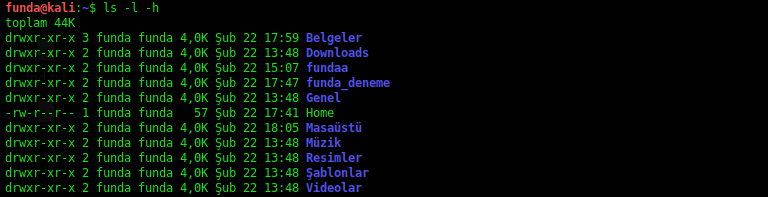 funda@kali:~$ ls -l -h
toplam 44K
drwxr-xr-x 3 funda funda 4,0K Şub 22 17:59 Belgeler
drwxr-xr-x 2 funda funda 4,0K Şub 22 13:48 Downloads
drwxr-xr-x 2 funda funda 4,0K Şub 22 15:07 fundaa
drwxr-xr-x 2 funda funda 4,0K Şub 22 17:47 funda_deneme
drwxr-xr-x 2 funda funda 4,0K Şub 22 13:48 Genel
-rw-r--r-- 1 funda funda   57 Şub 22 17:41 Home
drwxr-xr-x 2 funda funda 4,0K Şub 22 18:05 Masaüstü
drwxr-xr-x 2 funda funda 4,0K Şub 22 13:48 Müzik
drwxr-xr-x 2 funda funda 4,0K Şub 22 13:48 Resimler
drwxr-xr-x 2 funda funda 4,0K Şub 22 13:48 Şablonlar
drwxr-xr-x 2 funda funda 4,0K Şub 22 13:48 Videolar